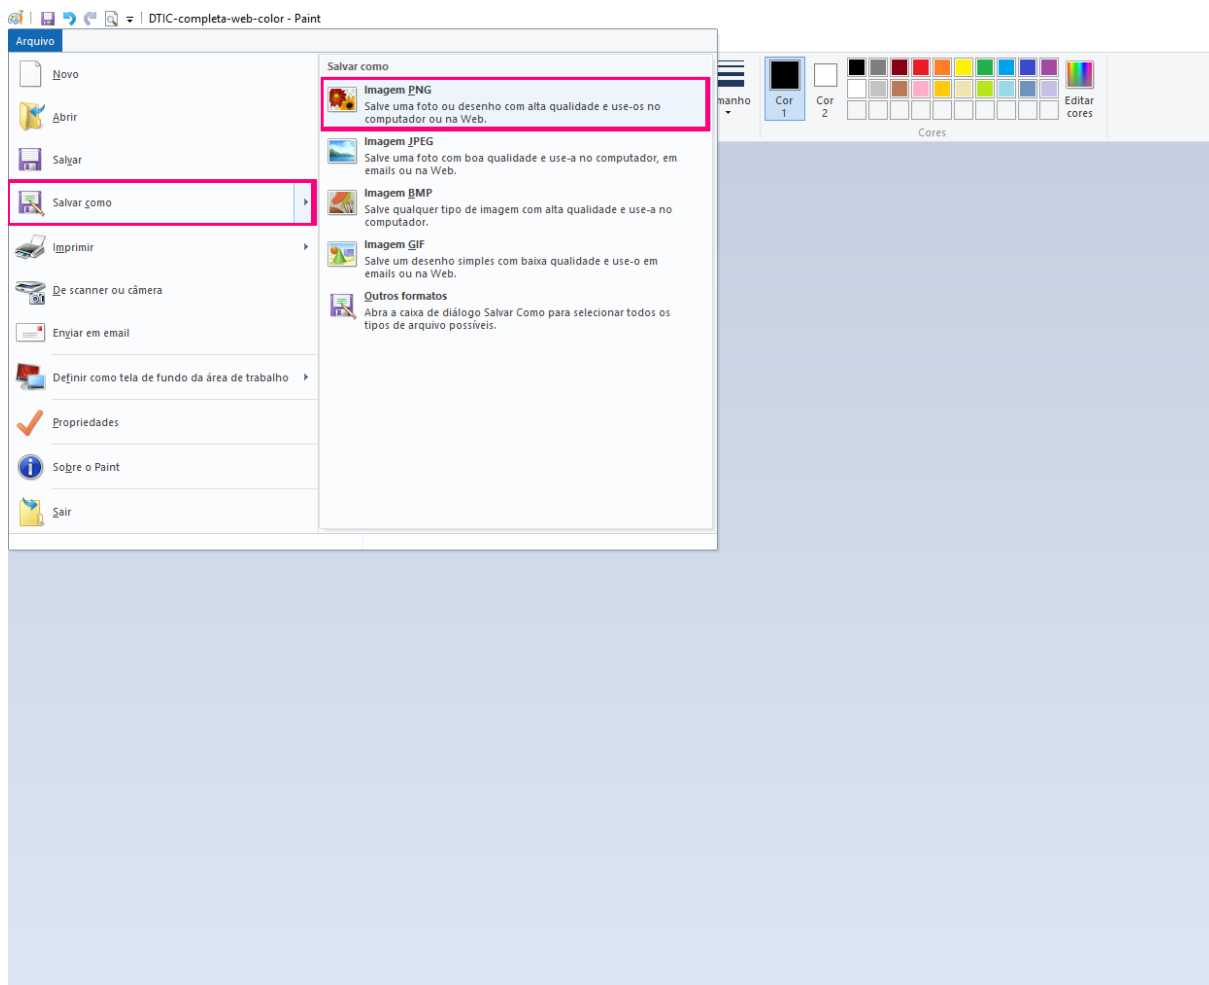 DTIC-completa-web-color - Paint
Arquivo
Novo
Abrir
Salvar
Salvar como
Imprimir
De scanner ou câmera
Enviar em email
Definir como tela de fundo da área de trabalho
Propriedades
Sobre o Paint
Sair
Salvar como
Imagem PNG
Salve uma foto ou desenho com alta qualidade e use-os no
computador ou na Web.
Imagem JPEG
Salve uma foto com boa qualidade e use-a no computador, em
emails ou na Web.
Imagem BMP
Salve qualquer tipo de imagem com alta qualidade e use-a no
computador.
Imagem GIF
Salve um desenho simples com baixa qualidade e use-o em
emails ou na Web.
Outros formatos
Abra a caixa de diálogo Salvar Como para selecionar todos os
tipos de arquivo possíveis.
manho
Cor
1
Cor
2
Editar
cores
Cores